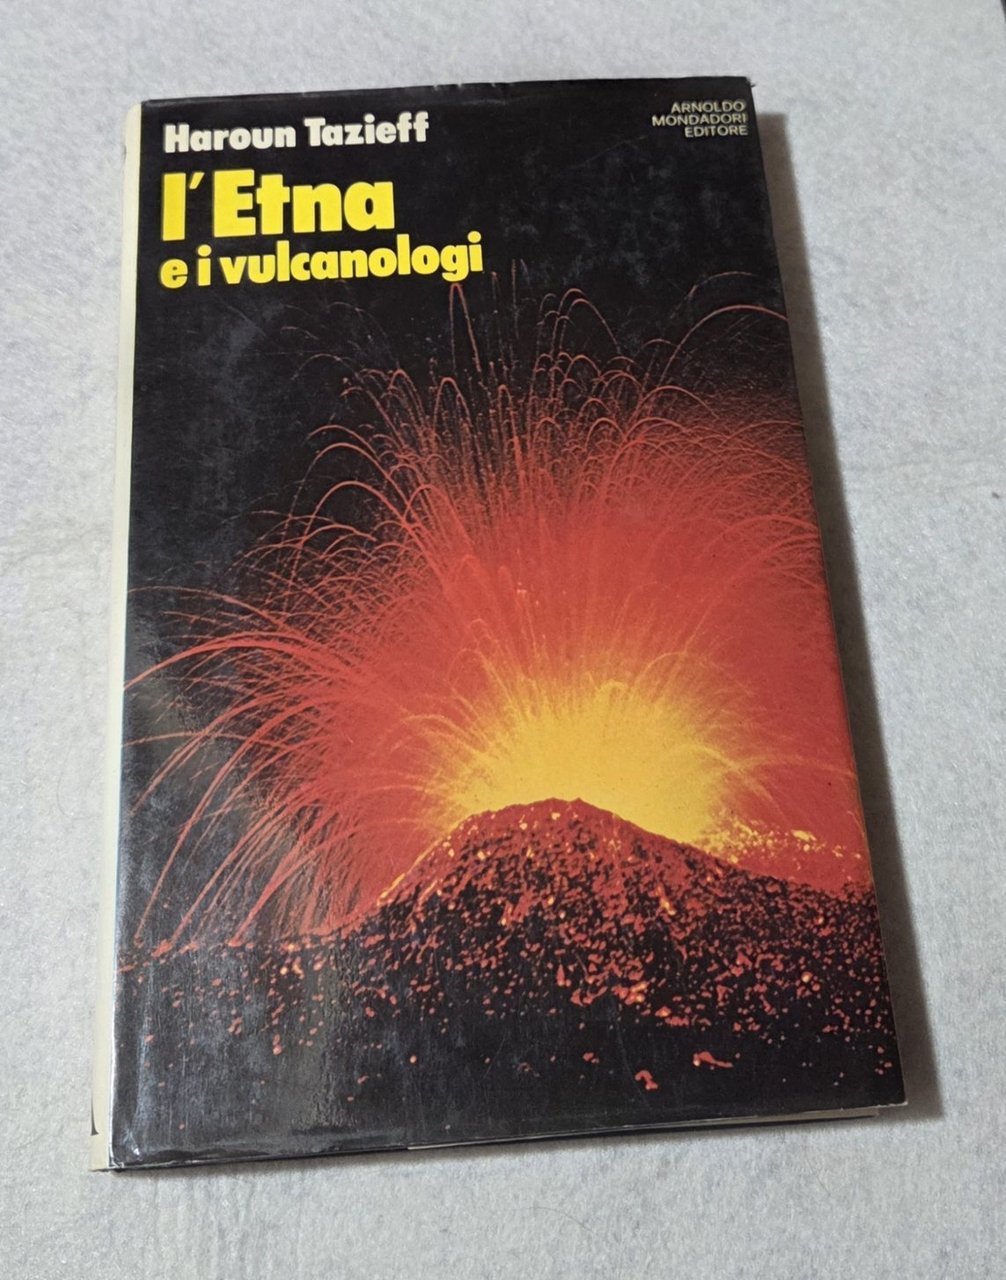 Haroun Tazieff
l'Etna
e i vulcanologi
ARNOLDO
MONDADORI
EDITORE